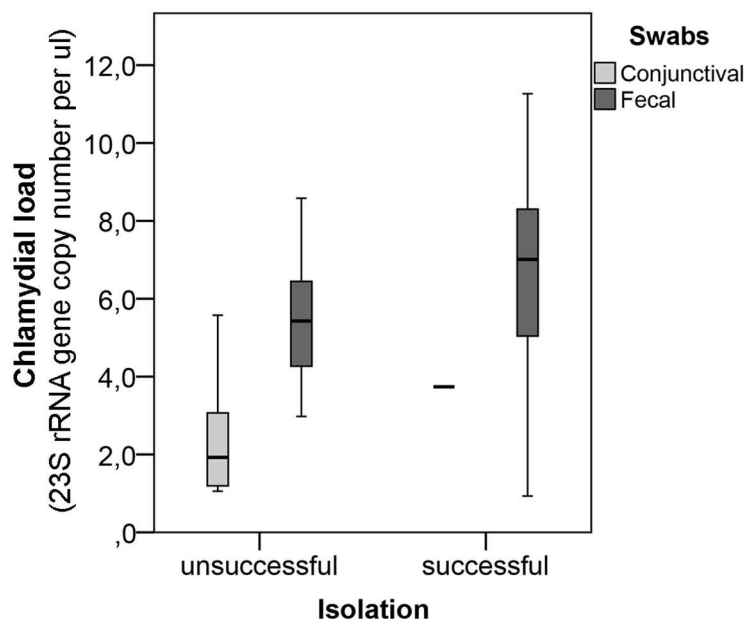 Swabs
Conjunctival
Fecal
Chlamydial load
(23S rRNA gene copy number per ul)
12,0
10,0
8,0
6,0
4,0
2,0
,0
unsuccessful successful
Isolation